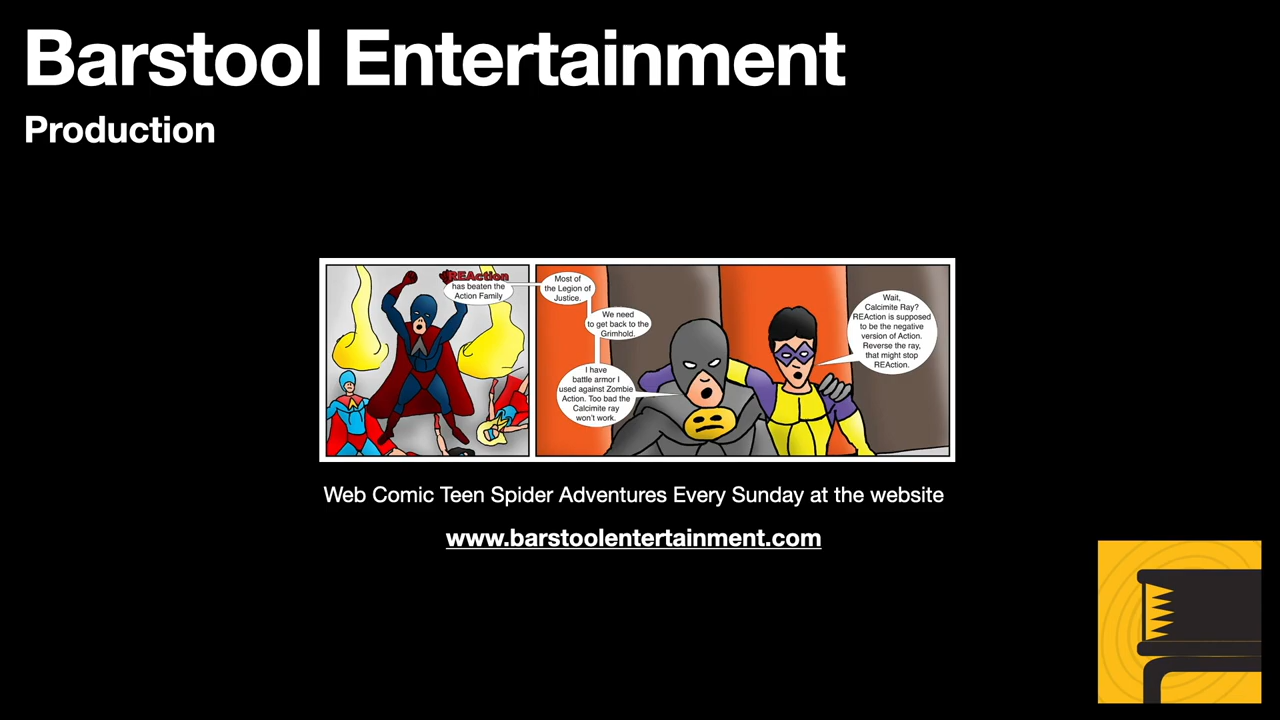 Barstool Entertainment
Production
REAction
has beaten the
Action Family
Most of
the Legion of
Justice.
We need
to get back to the
Grimhold.
I have
battle armor I
used against Zombie
Action. Too bad the
Calcimite ray
won't work.
Wait,
Calcimite Ray?
REAction is supposed
to be the negative
version of Action.
Reverse the ray,
that might stop
REAction.
Web Comic Teen Spider Adventures Every Sunday at the website
www.barstoolentertainment.com